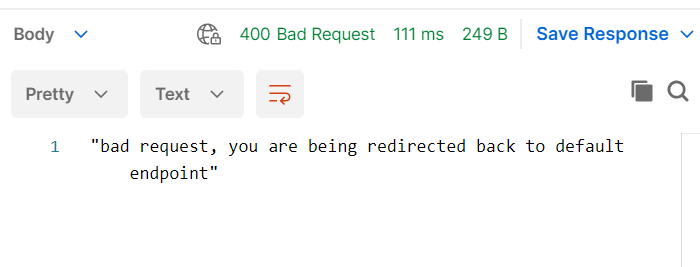 Body 400 Bad Request 111 ms 249 B Save Response
Pretty Text
1 "bad request, you are being redirected back to default
endpoint"